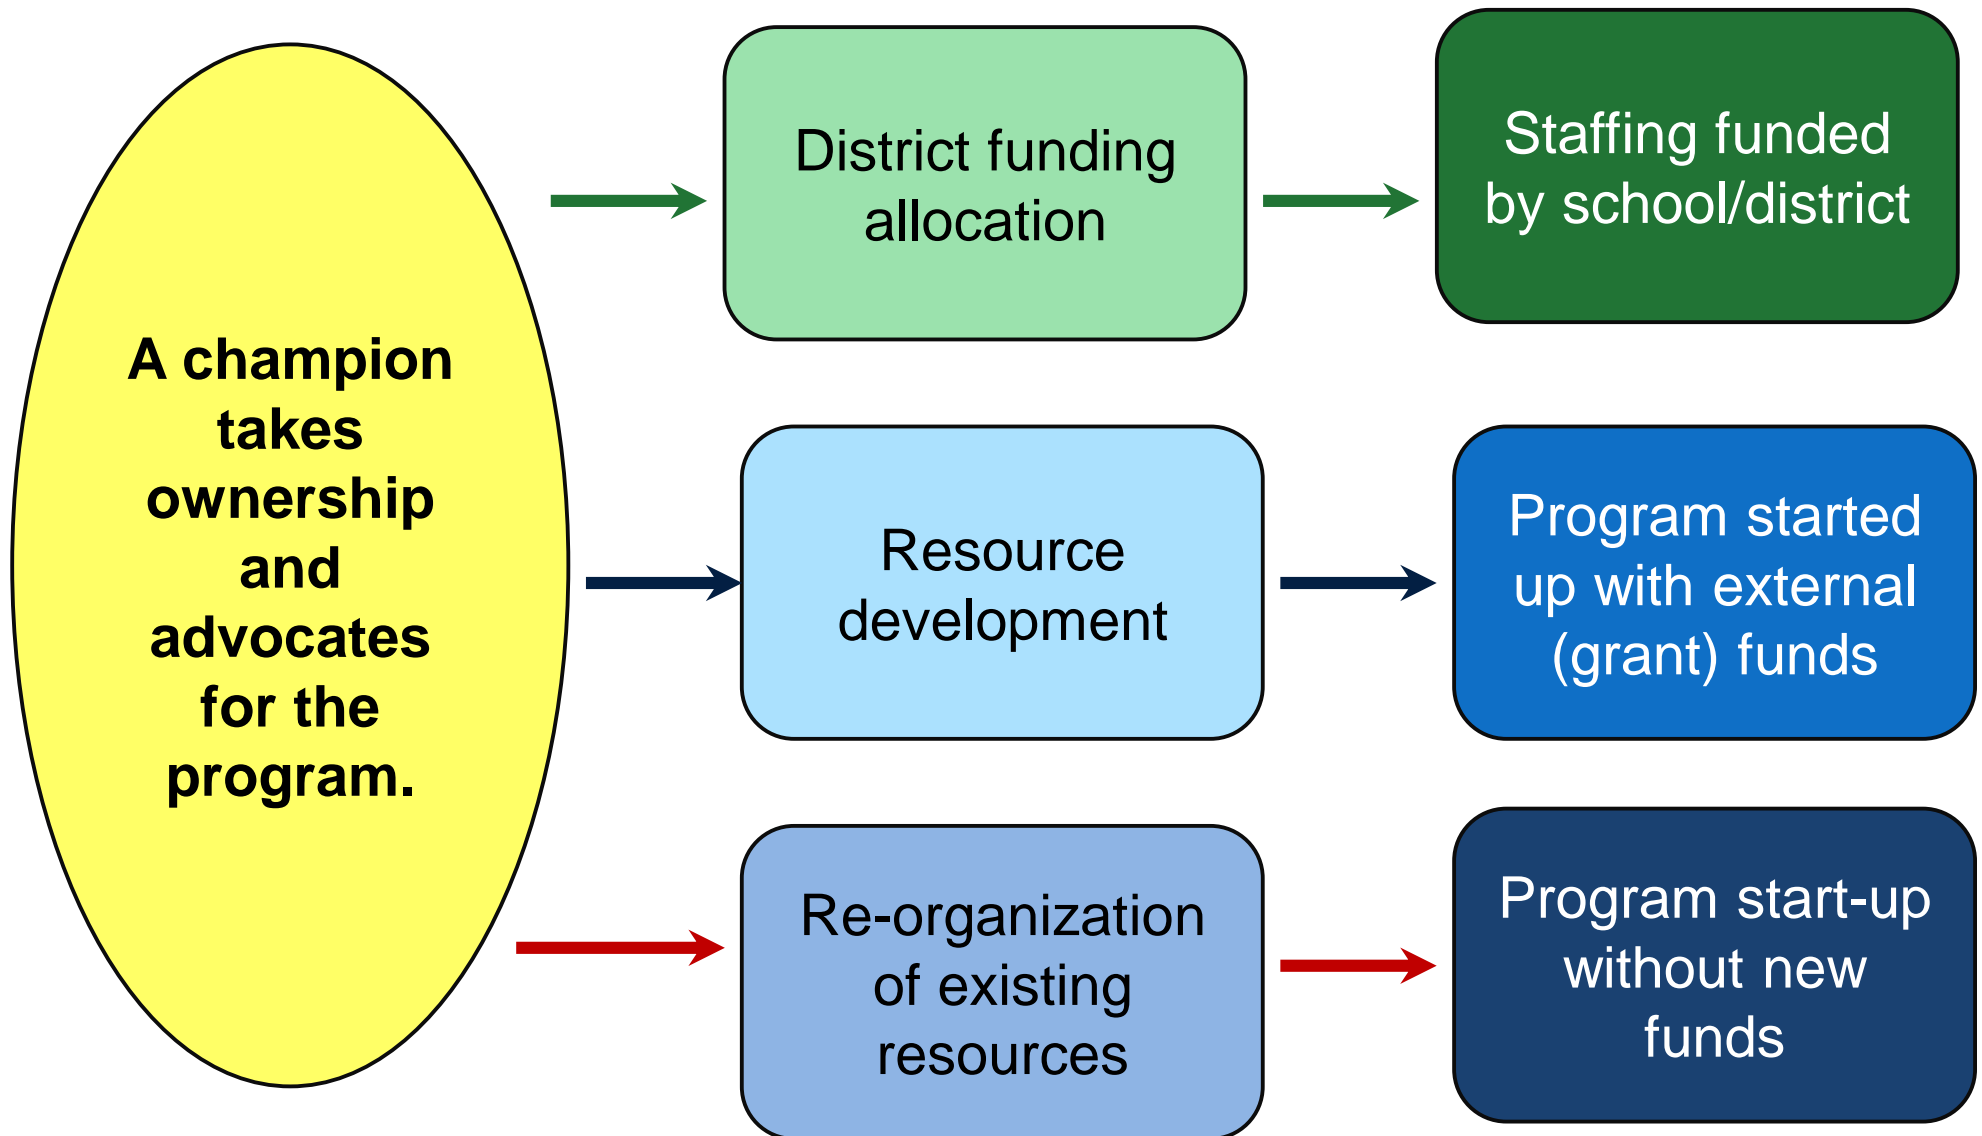 A champion
takes
ownership
and
advocates
for the
program.
District funding
allocation
Staffing funded
by school/district
Resource
development
Program started
up with external
(grant) funds
Re-organization
of existing
resources
Program start-up
without new
funds